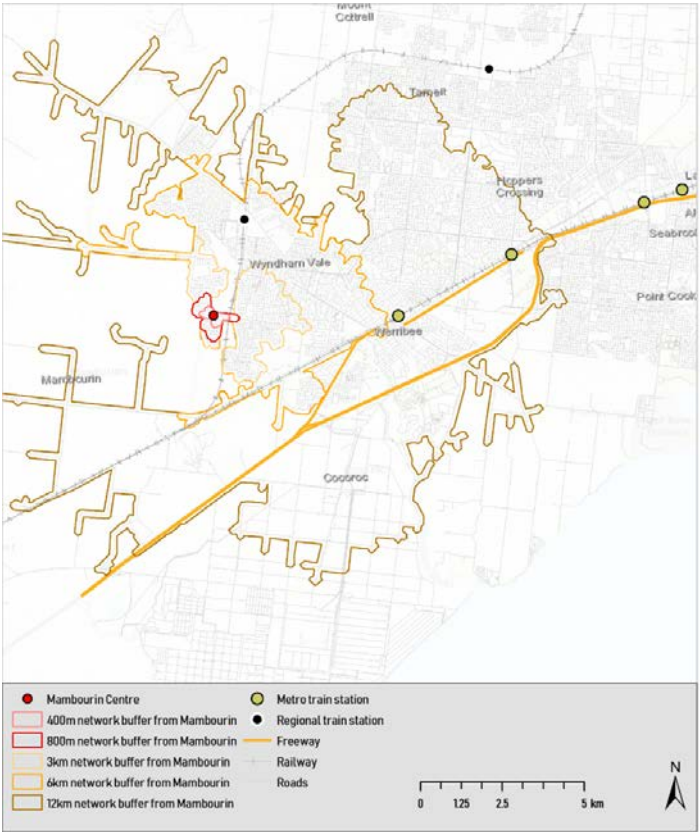 Mount
Cottrell
Tarneit
Hoppers
Crossing
La
Al
Seabrook
Wyndham Vale
Point Cook
Werribee
Mambourin
Cocoroc
Mambourin Centre
400m network buffer from Mambourin
800m network buffer from Mambourin
3km network buffer from Mambourin
6km network buffer from Mambourin
12km network buffer from Mambourin
Metro train station
Regional train station
Freeway
Railway
Roads
0 1.25 2.5 5 km
N